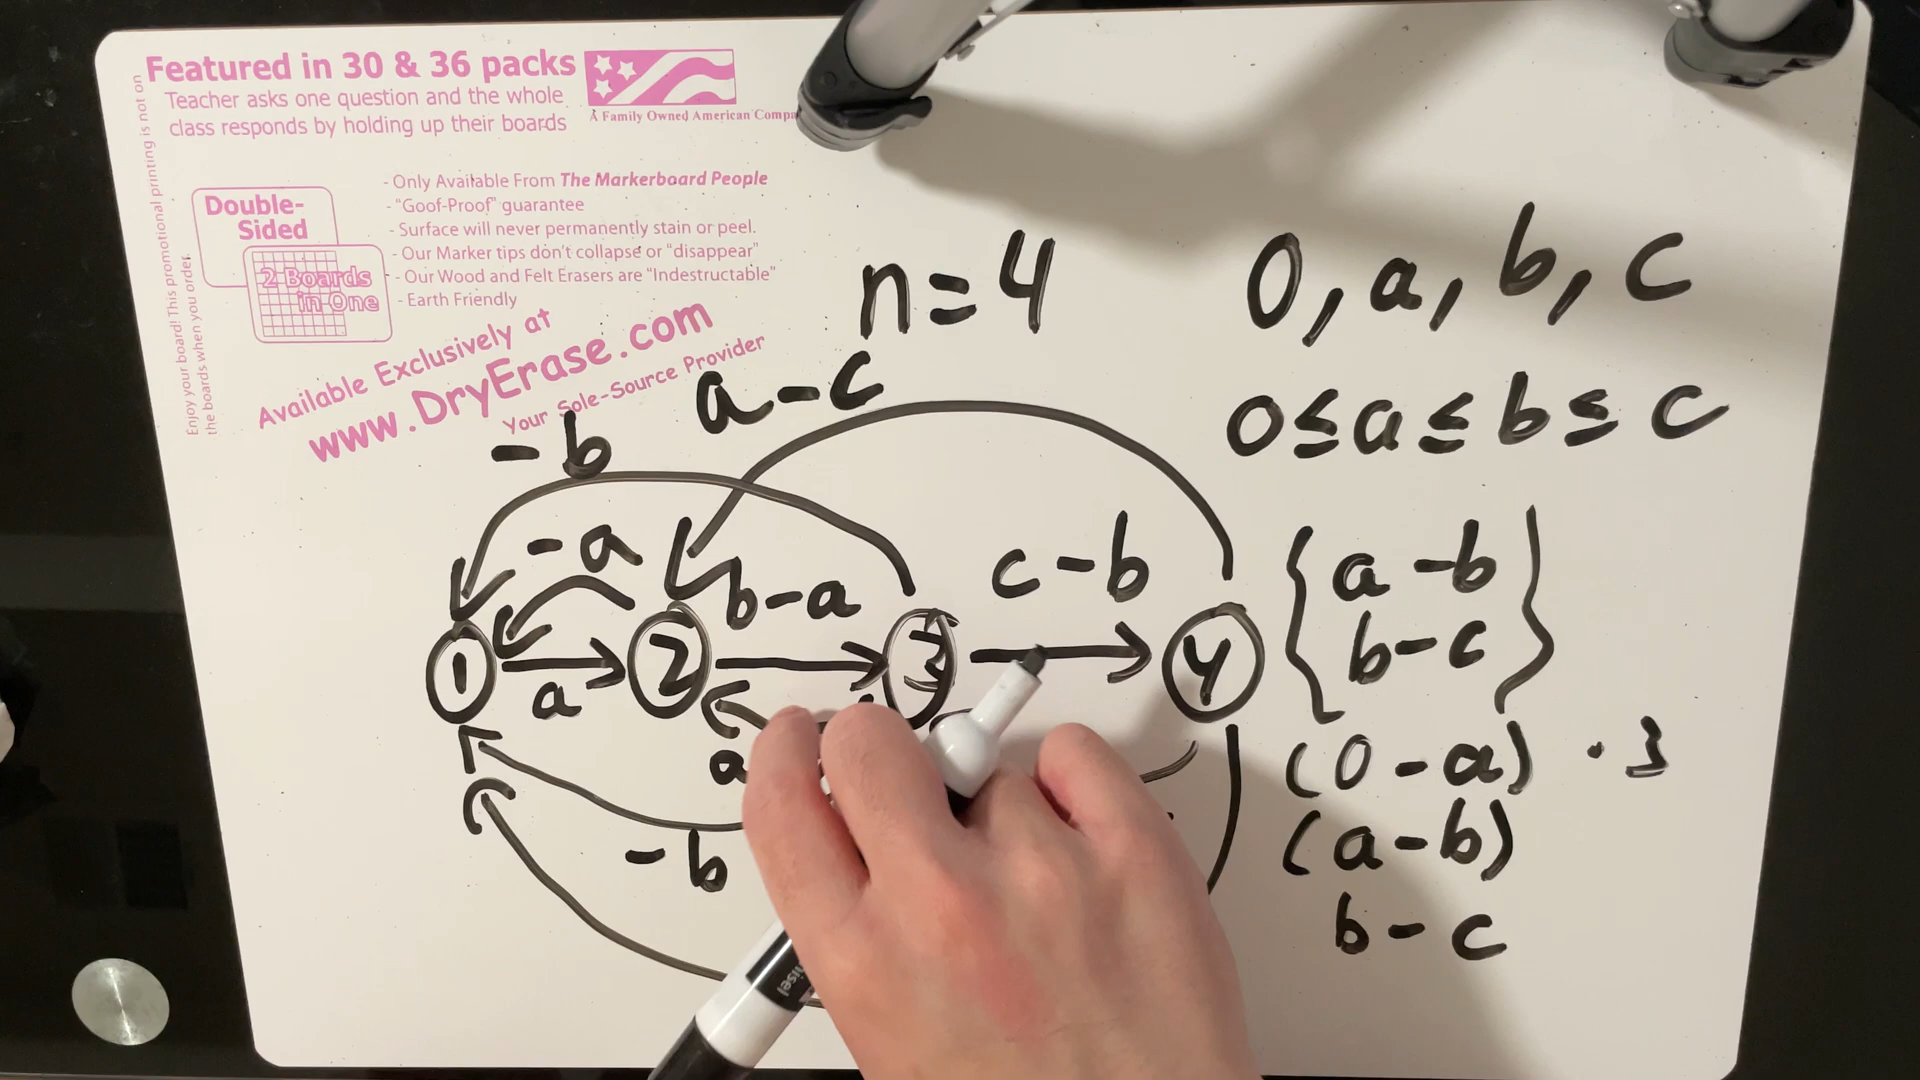 Featured in 30 & 36 packs
Teacher asks one question and the whole
class responds by holding up their boards
A Family Owned American Compa
Enjoy your board! This promotional printing is not on
the boards when you order.
Double-
Sided
2 Boards
in One
- Only Available From The Markerboard People
- "Goof-Proof" guarantee
- Surface will never permanently stain or peel.
- Our Marker tips don't collapse or "disappear"
- Our Wood and Felt Erasers are "Indestructable"
- Earth Friendly
Available Exclusively at
www.DryErase.com
Your Sole-Source Provider
n=4
0, a, b, c
0≤a≤b≤c
a-c
-b
-a
b-a
c-b
1
2
3
4
a
a
-b
{a-b
b-c}
(0-a) · 3
(a-b)
b-c